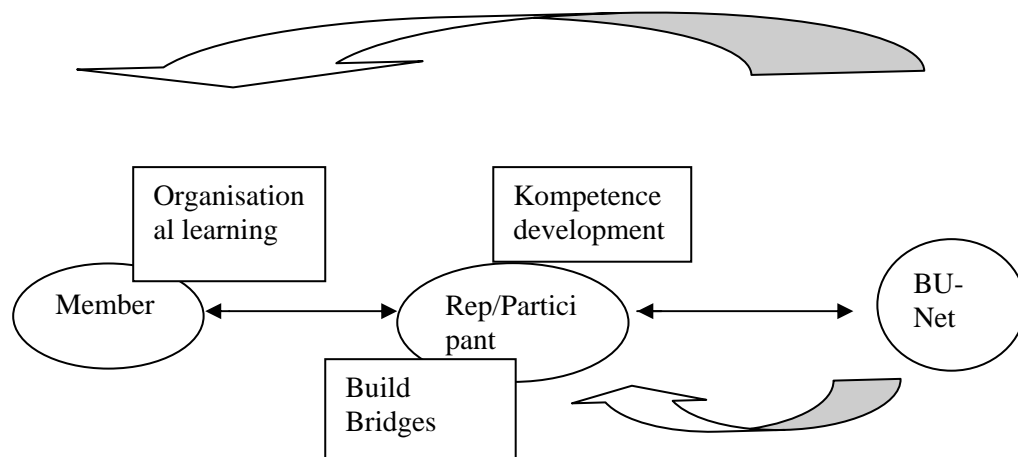 Organisation
al learning
Kompetence
development
Member
Rep/Partici
pant
BU-
Net
Build
Bridges